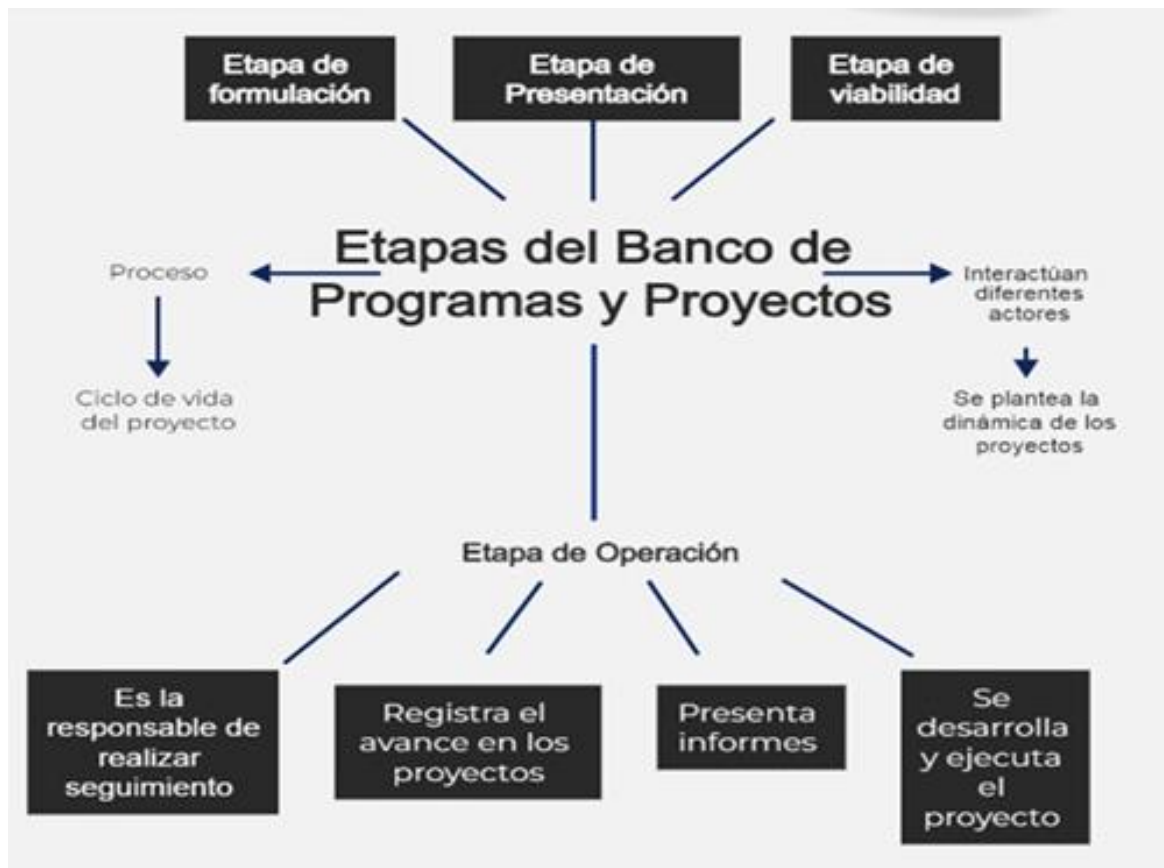 Etapa de
formulación
Etapa de
Presentación
Etapa de
viabilidad
Etapas del Banco de
Programas y Proyectos
Proceso
Ciclo de vida
del proyecto
Interactúan
diferentes
actores
Se plantea la
dinámica de los
proyectos
Etapa de Operación
Es la
responsable de
realizar
seguimiento
Registra el
avance en los
proyectos
Presenta
informes
Se
desarrolla
y ejecuta
el
proyecto